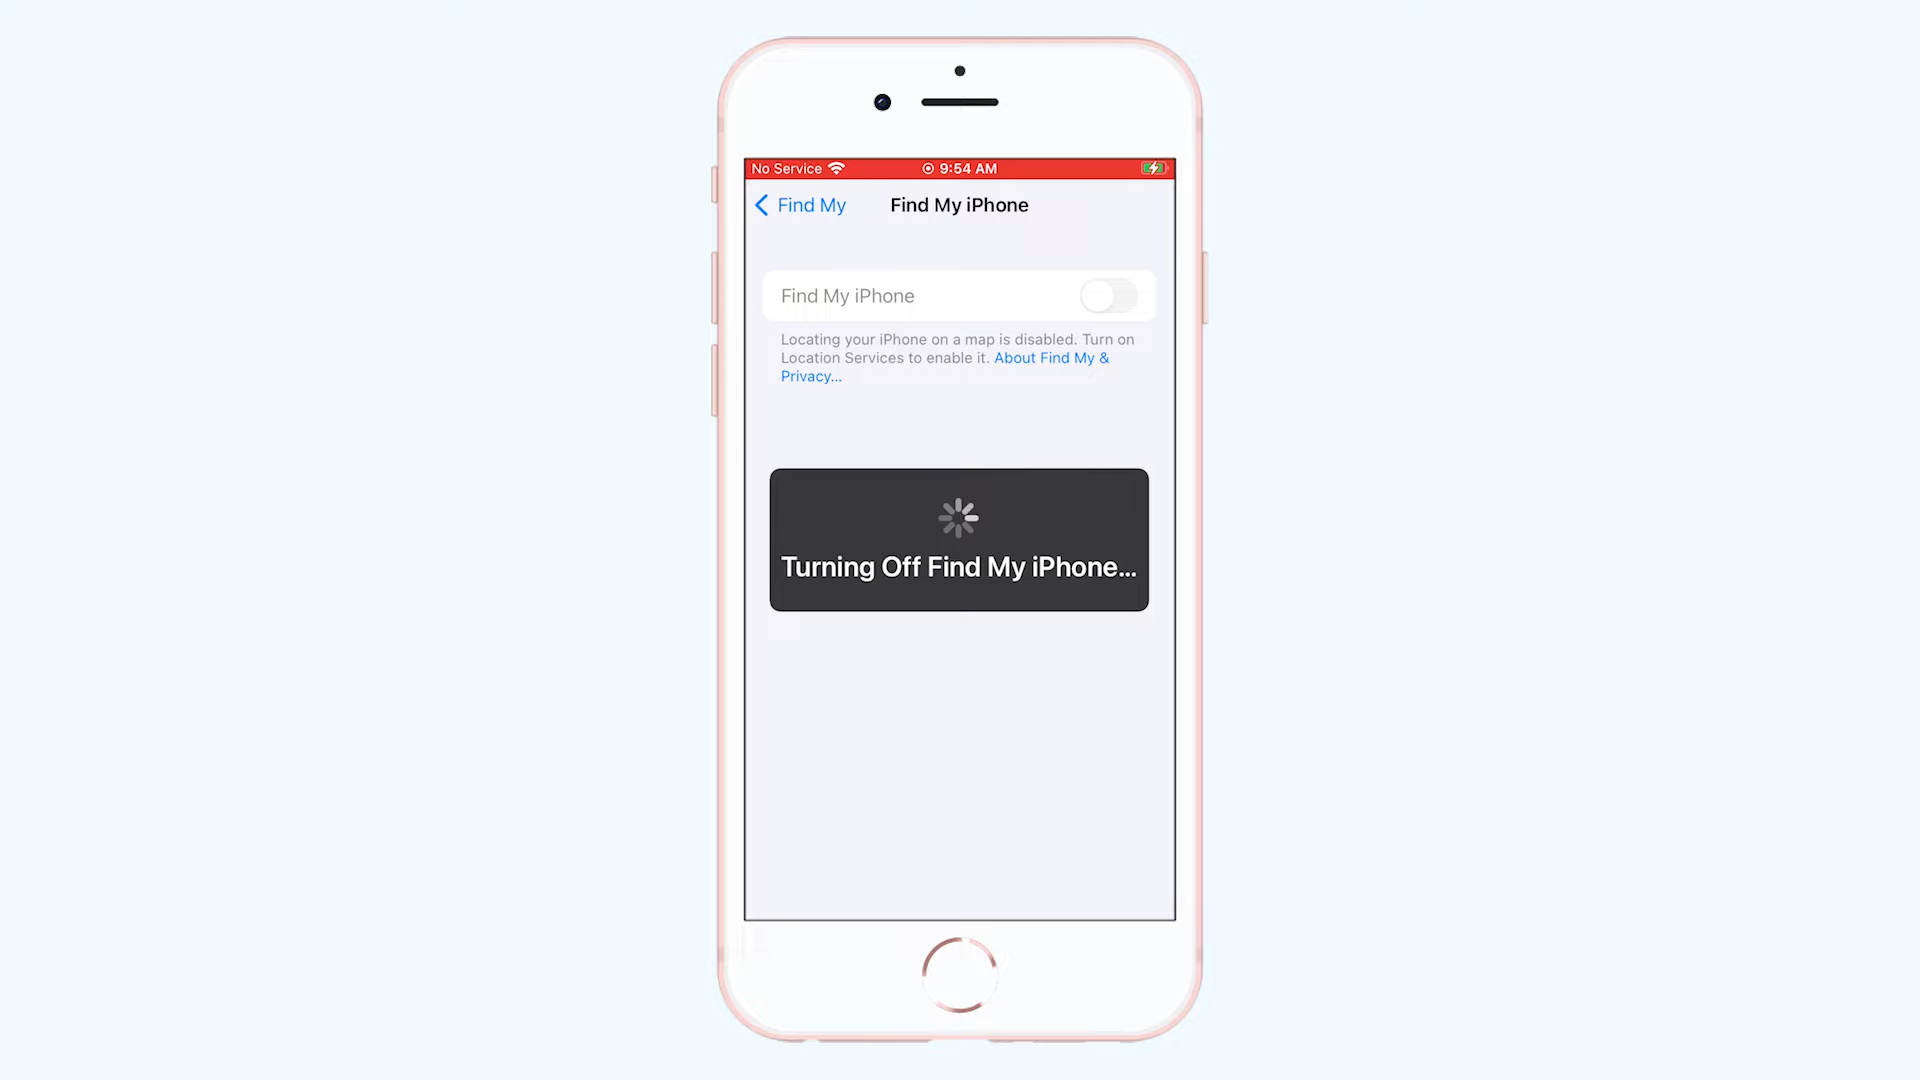 No Service 9:54 AM
Find My Find My iPhone
Find My iPhone
Locating your iPhone on a map is disabled. Turn on
Location Services to enable it. About Find My &
Privacy...
Turning Off Find My iPhone...